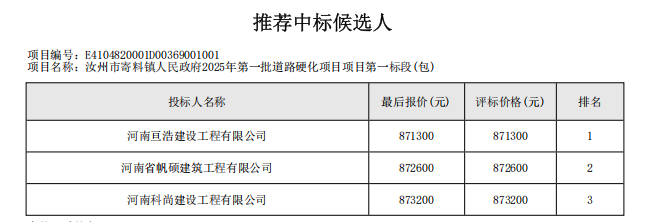 推荐中标候选人
项目编号：E4104820001D00369001001
项目名称：汝州市寄料镇人民政府2025年第一批道路硬化项目项目第一标段(包)
投标人名称 最后报价(元) 评标价格(元) 排名
河南亘浩建设工程有限公司 871300 871300 1
河南省帆硕建筑工程有限公司 872600 872600 2
河南科尚建设工程有限公司 873200 873200 3